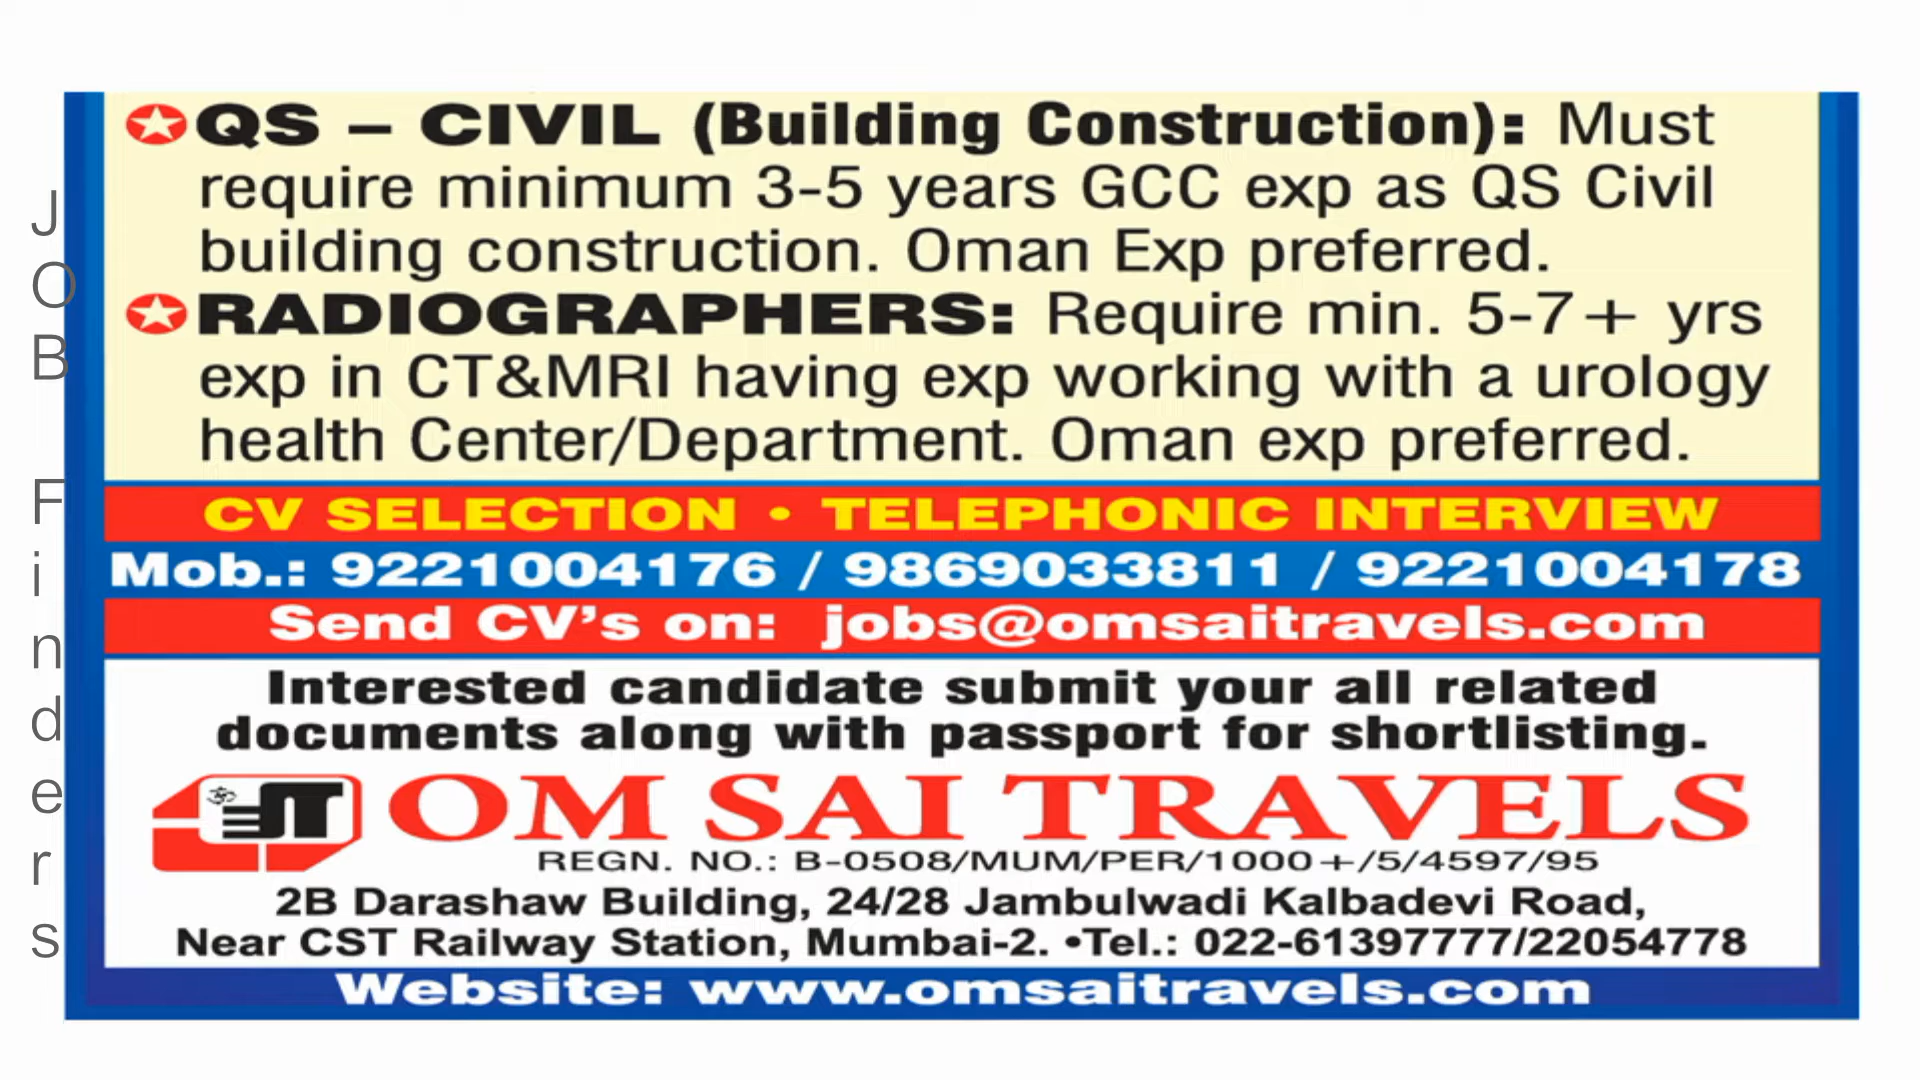 JOB Finders
QS – CIVIL (Building Construction): Must
require minimum 3-5 years GCC exp as QS Civil
building construction. Oman Exp preferred.
RADIOGRAPHERS: Require min. 5-7+ yrs
exp in CT&MRI having exp working with a urology
health Center/Department. Oman exp preferred.
CV SELECTION • TELEPHONIC INTERVIEW
Mob.: 9221004176 / 9869033811 / 9221004178
Send CV's on: jobs@omsaitravels.com
Interested candidate submit your all related
documents along with passport for shortlisting.
OM SAI TRAVELS
REGN. NO.: B-0508/MUM/PER/1000+/5/4597/95
2B Darashaw Building, 24/28 Jambulwadi Kalbadevi Road,
Near CST Railway Station, Mumbai-2. •Tel.: 022-61397777/22054778
Website: www.omsaitravels.com